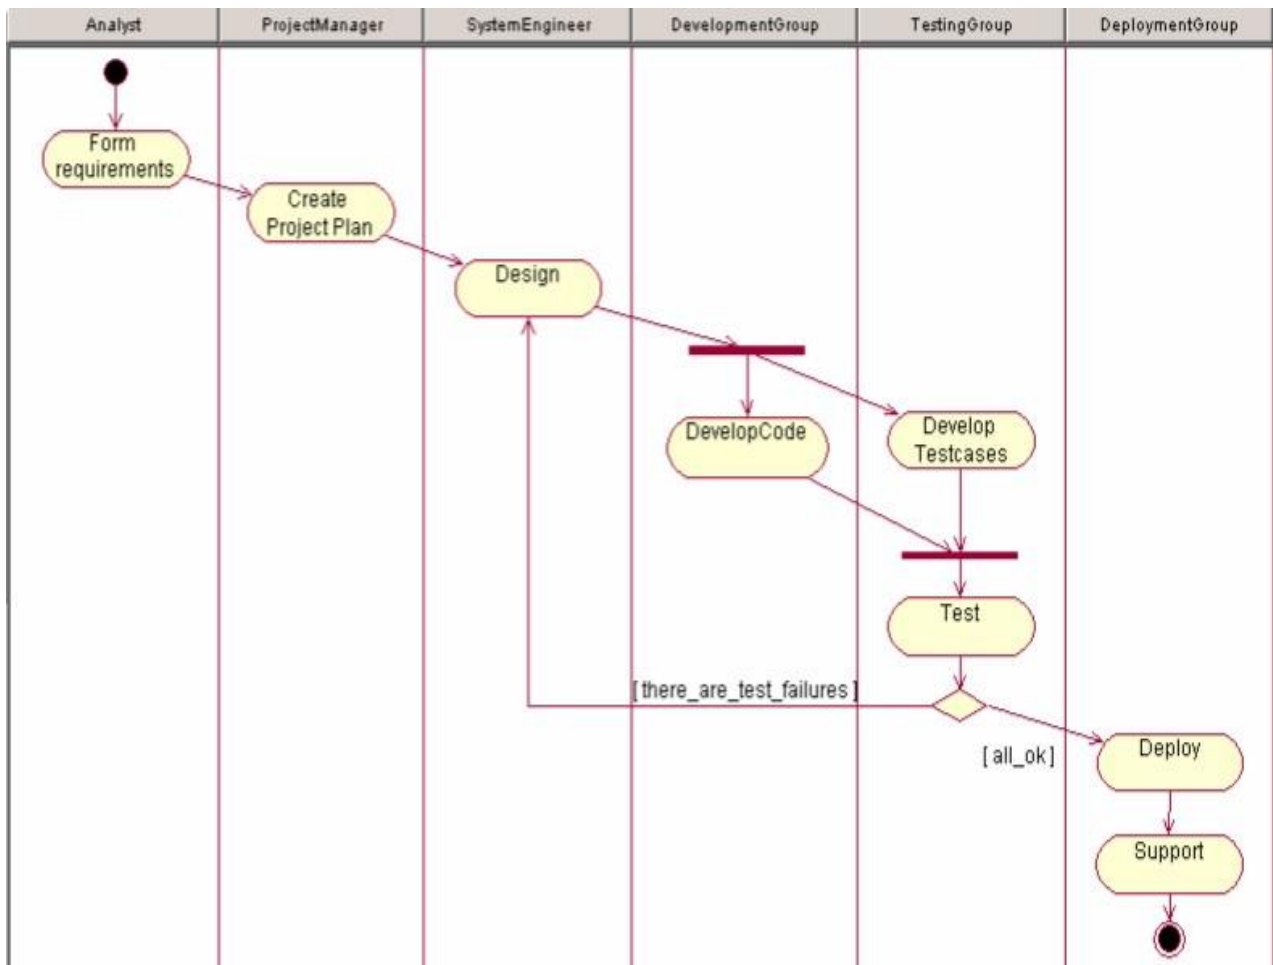 Analyst
ProjectManager
SystemEngineer
DevelopmentGroup
TestingGroup
DeploymentGroup
Form
requirements
Create
Project Plan
Design
DevelopCode
Develop
Testcases
Test
[there_are_test_failures]
[all_ok]
Deploy
Support